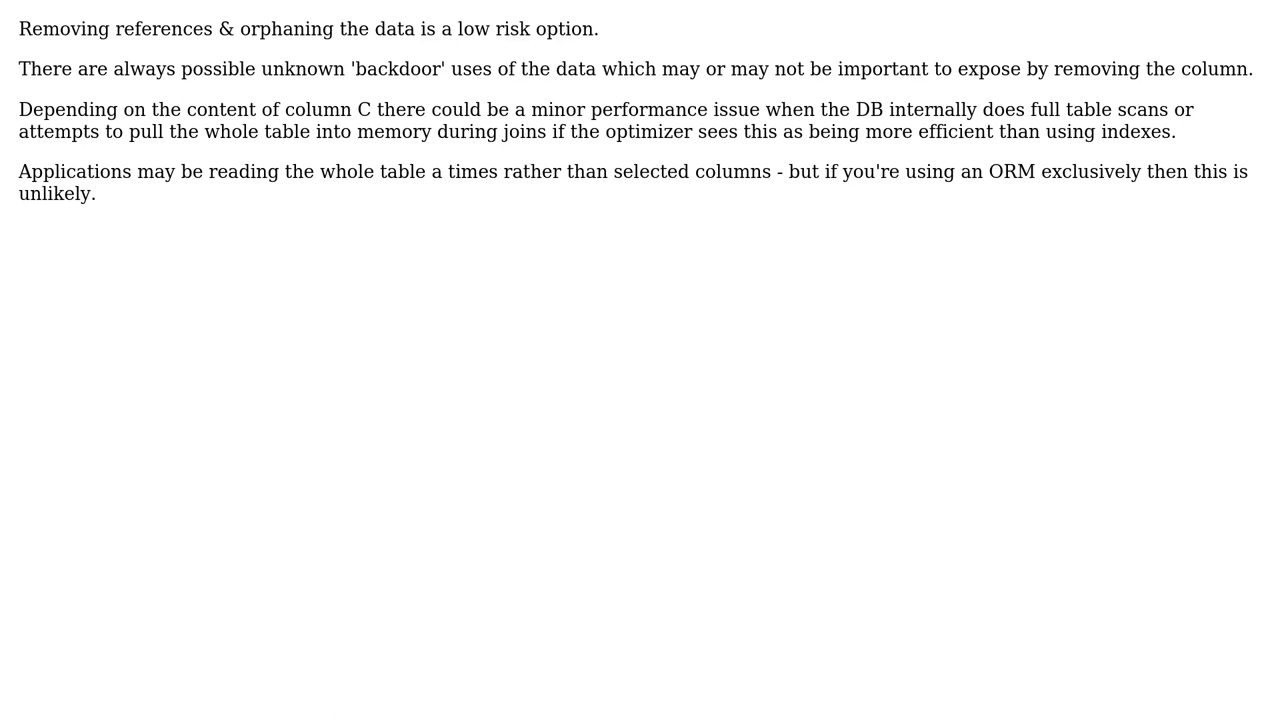 Removing references & orphaning the data is a low risk option.
There are always possible unknown 'backdoor' uses of the data which may or may not be important to expose by removing the column.
Depending on the content of column C there could be a minor performance issue when the DB internally does full table scans or
attempts to pull the whole table into memory during joins if the optimizer sees this as being more efficient than using indexes.
Applications may be reading the whole table a times rather than selected columns - but if you're using an ORM exclusively then this is
unlikely.